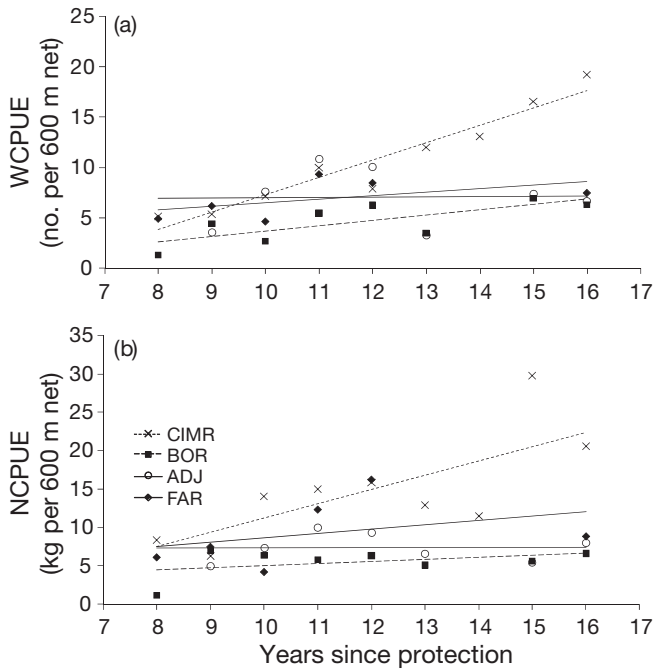 (a)
WCPUE
(no. per 600 m net)
25
20
15
10
5
0
7 8 9 10 11 12 13 14 15 16 17
(b)
NCPUE
(kg per 600 m net)
35
30
25
20
15
10
5
0
CIMR
BOR
ADJ
FAR
7 8 9 10 11 12 13 14 15 16 17
Years since protection